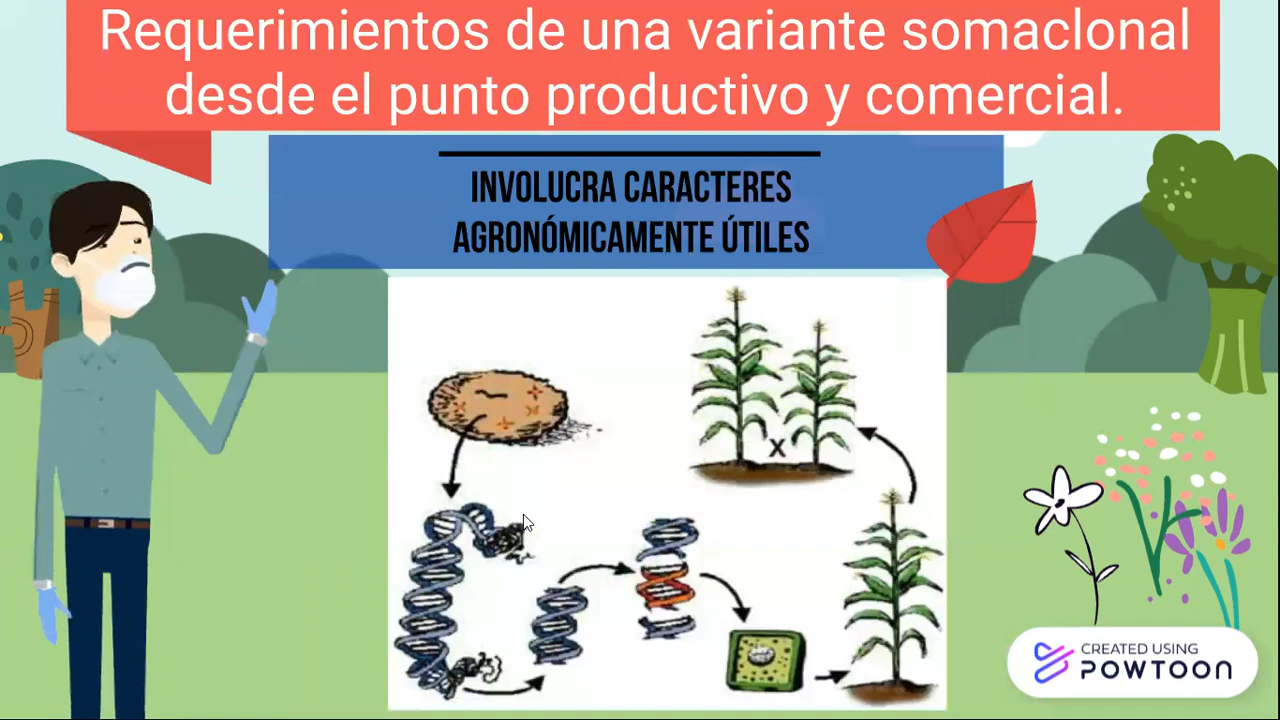 Requerimientos de una variante somaclonal
desde el punto productivo y comercial.
INVOLUCRA CARACTERES
AGRONÓMICAMENTE ÚTILES
X
CREATED USING
POWTOON